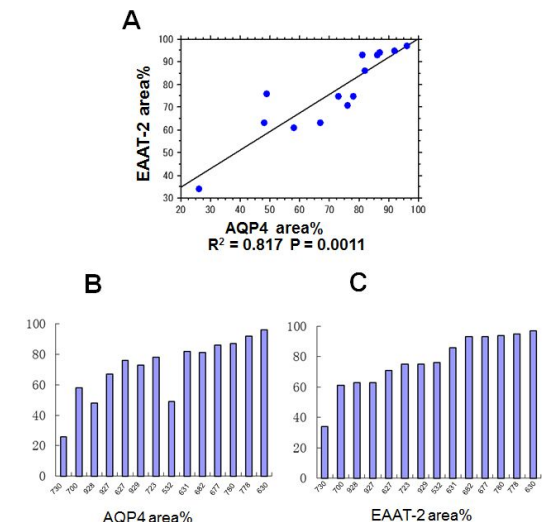 A
EAAT-2 area%
100
90
80
70
60
50
40
30
20 30 40 50 60 70 80 90 100
AQP4 area%
R² = 0.817 P = 0.0011
B
100
80
60
40
20
0
730 700 928 927 627 929 723 532 631 682 677 780 778 630
AQP4 area%
C
100
80
60
40
20
0
730 700 928 927 627 723 929 532 631 682 677 780 778 630
EAAT-2 area%